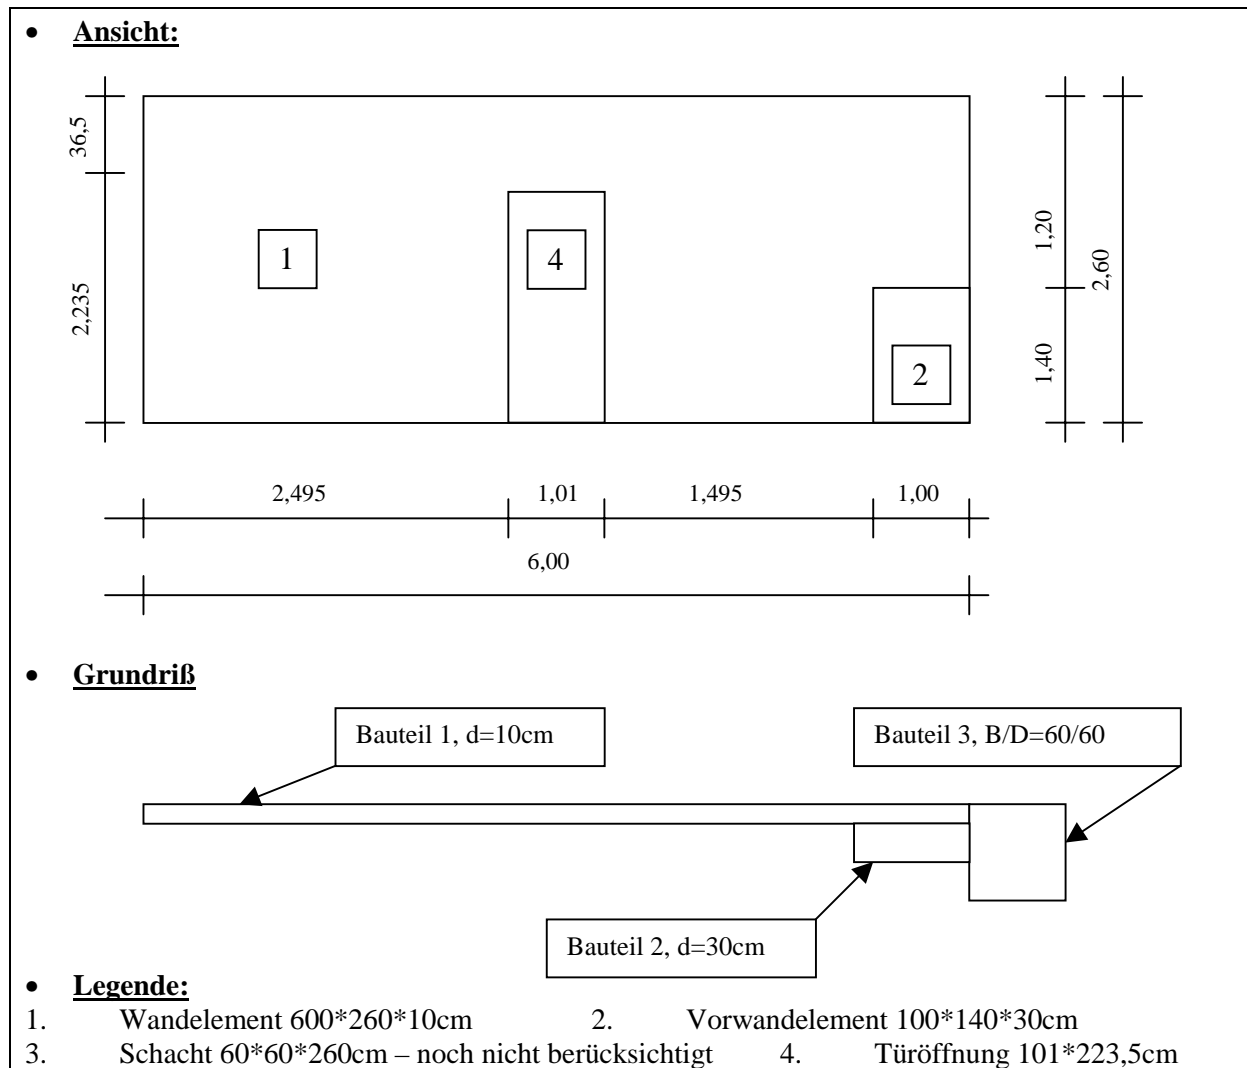 • Ansicht:
36,5
1
4
1,20
2,60
2,235
1,40
2
2,495 1,01 1,495 1,00
6,00
• Grundriß
Bauteil 1, d=10cm
Bauteil 3, B/D=60/60
Bauteil 2, d=30cm
• Legende:
1. Wandelement 600*260*10cm 2. Vorwandelement 100*140*30cm
3. Schacht 60*60*260cm – noch nicht berücksichtigt 4. Türöffnung 101*223,5cm